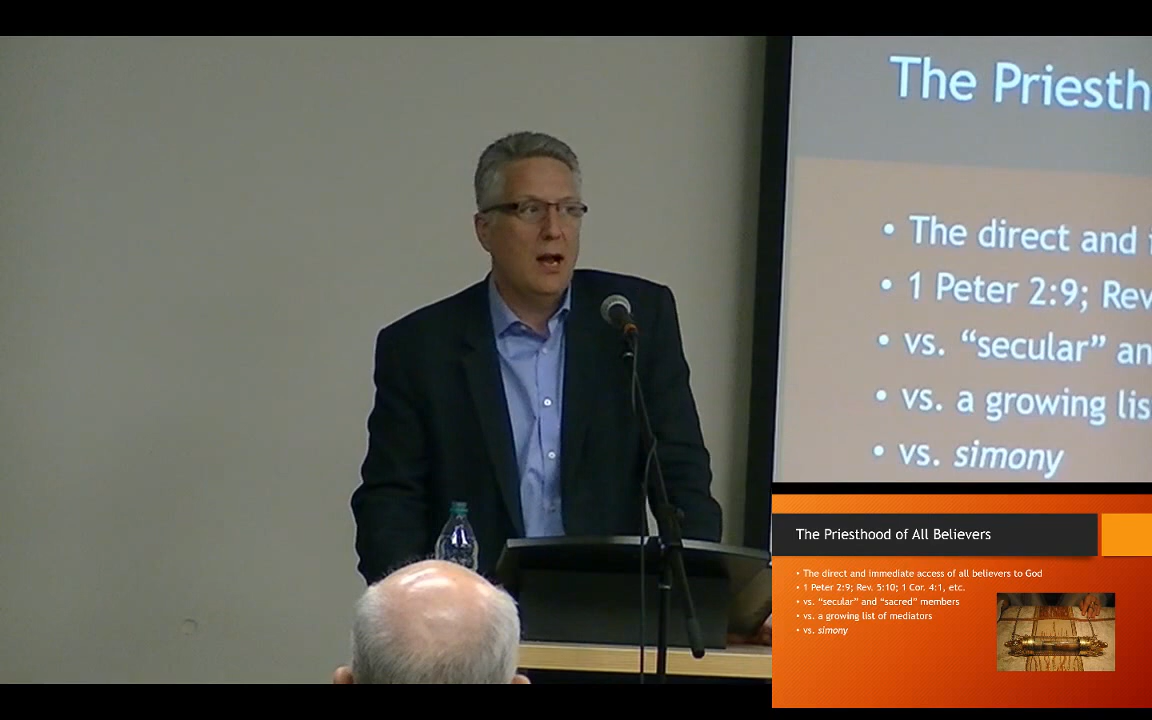 The Priesth
• The direct and
• 1 Peter 2:9; Rev
• vs. “secular” an
• vs. a growing lis
• vs. simony
The Priesthood of All Believers
• The direct and immediate access of all believers to God
• 1 Peter 2:9; Rev. 5:10; 1 Cor. 4:1, etc.
• vs. “secular” and “sacred” members
• vs. a growing list of mediators
• vs. simony